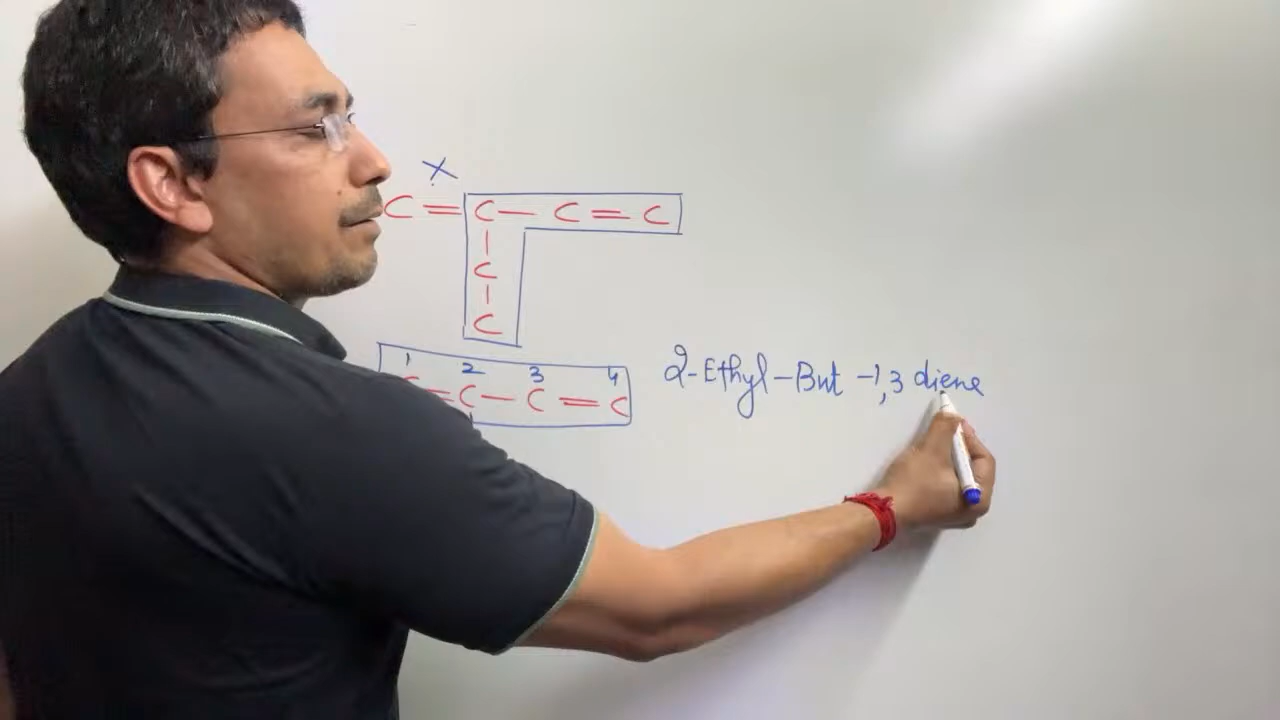 X
C = C – C = C
C
C
1 2 3 4
= C – C = C
2-Ethyl-But-1,3 diene